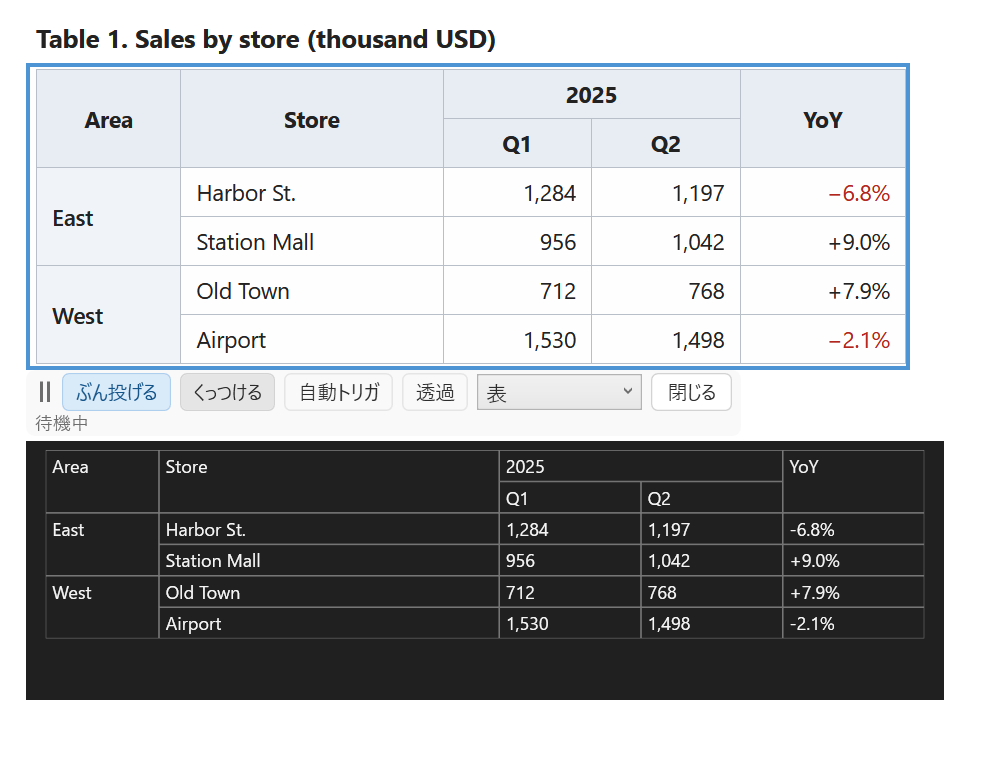 Table 1. Sales by store (thousand USD)
Area Store 2025 YoY
Q1 Q2
East Harbor St. 1,284 1,197 −6.8%
Station Mall 956 1,042 +9.0%
West Old Town 712 768 +7.9%
Airport 1,530 1,498 −2.1%
ぶん投げる くっつける 自動トリガ 透過 表 閉じる
待機中
Area Store 2025 YoY
Q1 Q2
East Harbor St. 1,284 1,197 -6.8%
Station Mall 956 1,042 +9.0%
West Old Town 712 768 +7.9%
Airport 1,530 1,498 -2.1%